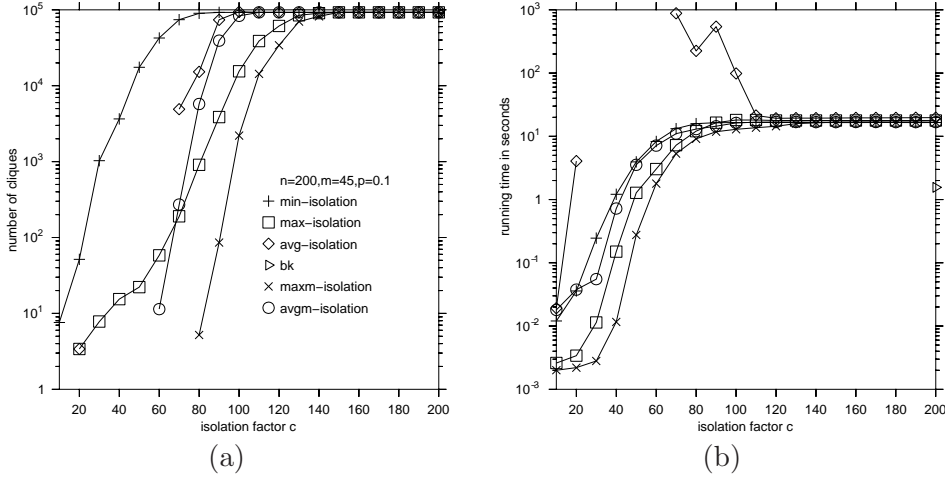 number of cliques
10^5
10^4
10^3
10^2
10^1
1
20 40 60 80 100 120 140 160 180 200
isolation factor c
n=200,m=45,p=0.1
min-isolation
max-isolation
avg-isolation
bk
maxm-isolation
avgm-isolation
(a)
running time in seconds
10^3
10^2
10^1
1
10^-1
10^-2
10^-3
20 40 60 80 100 120 140 160 180 200
isolation factor c
(b)